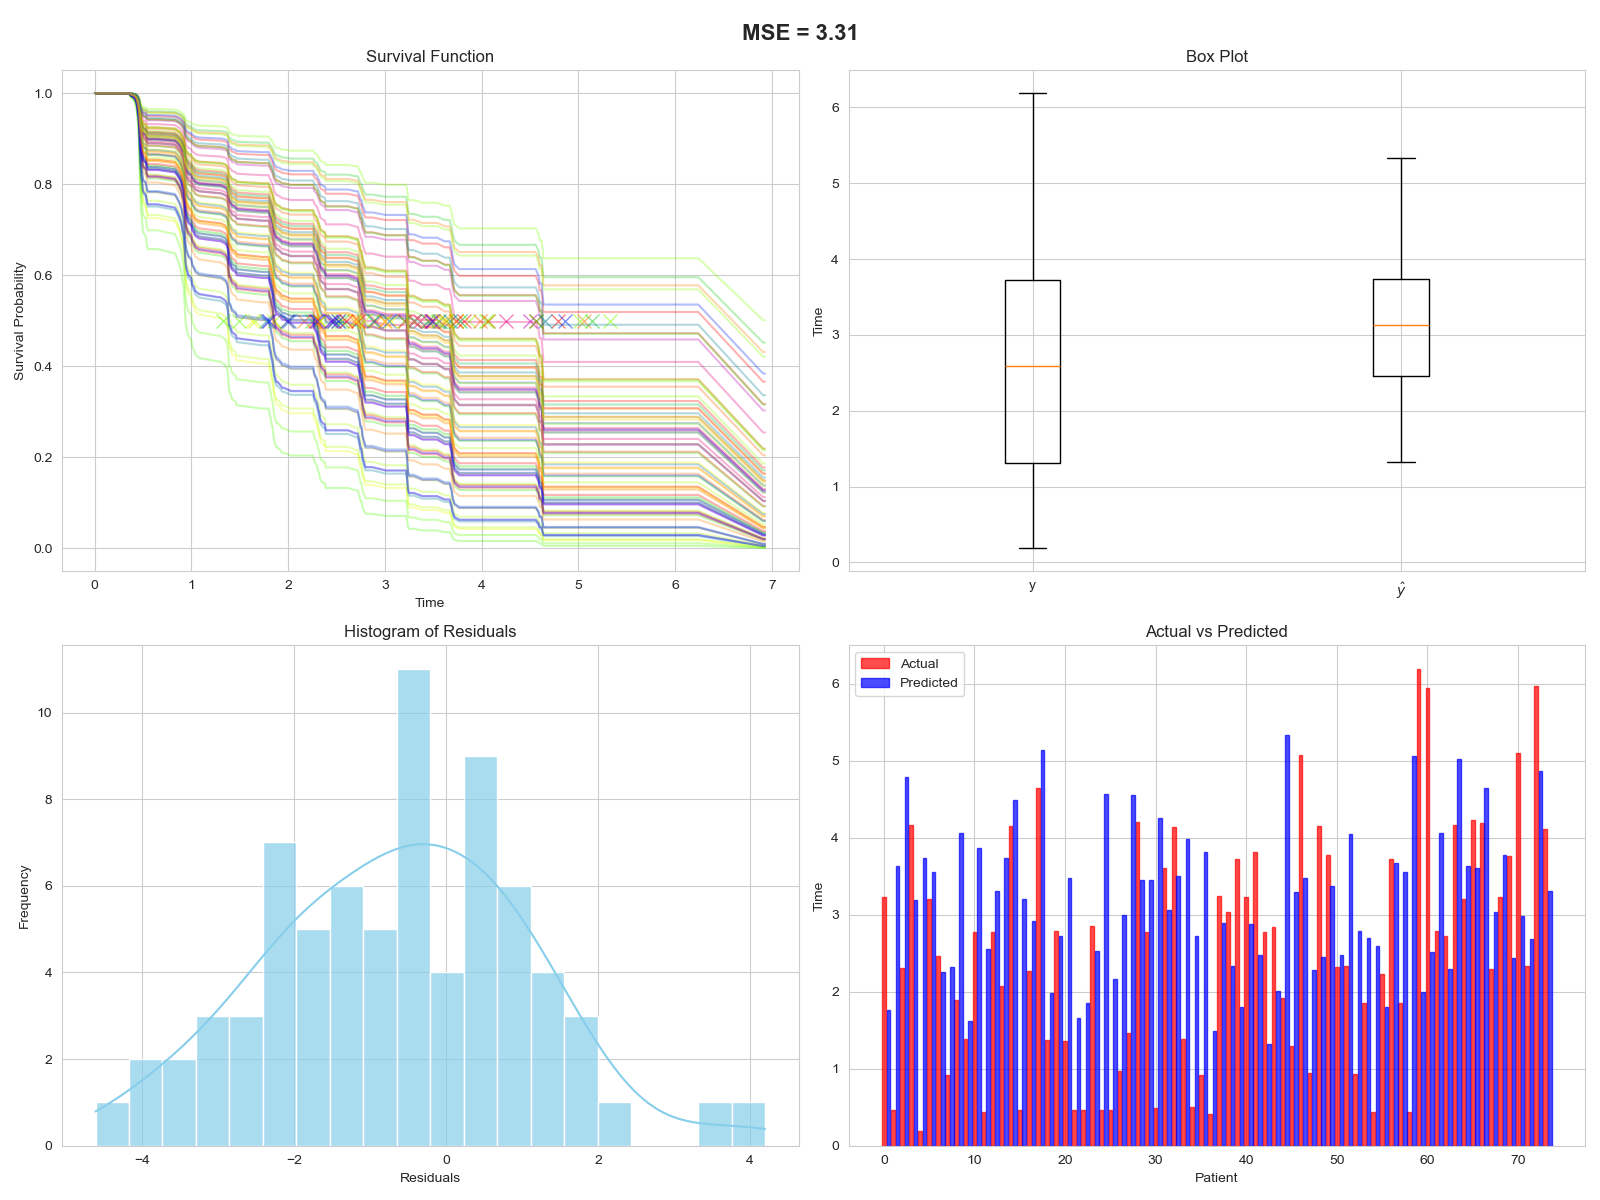 MSE = 3.31
Survival Function
Survival Probability
1.0
0.8
0.6
0.4
0.2
0.0
0 1 2 3 4 5 6 7
Time
Box Plot
Time
6
5
4
3
2
1
0
y ŷ
Histogram of Residuals
Frequency
10
8
6
4
2
0
−4 −2 0 2 4
Residuals
Actual vs Predicted
Actual
Predicted
Time
6
5
4
3
2
1
0
0 10 20 30 40 50 60 70
Patient